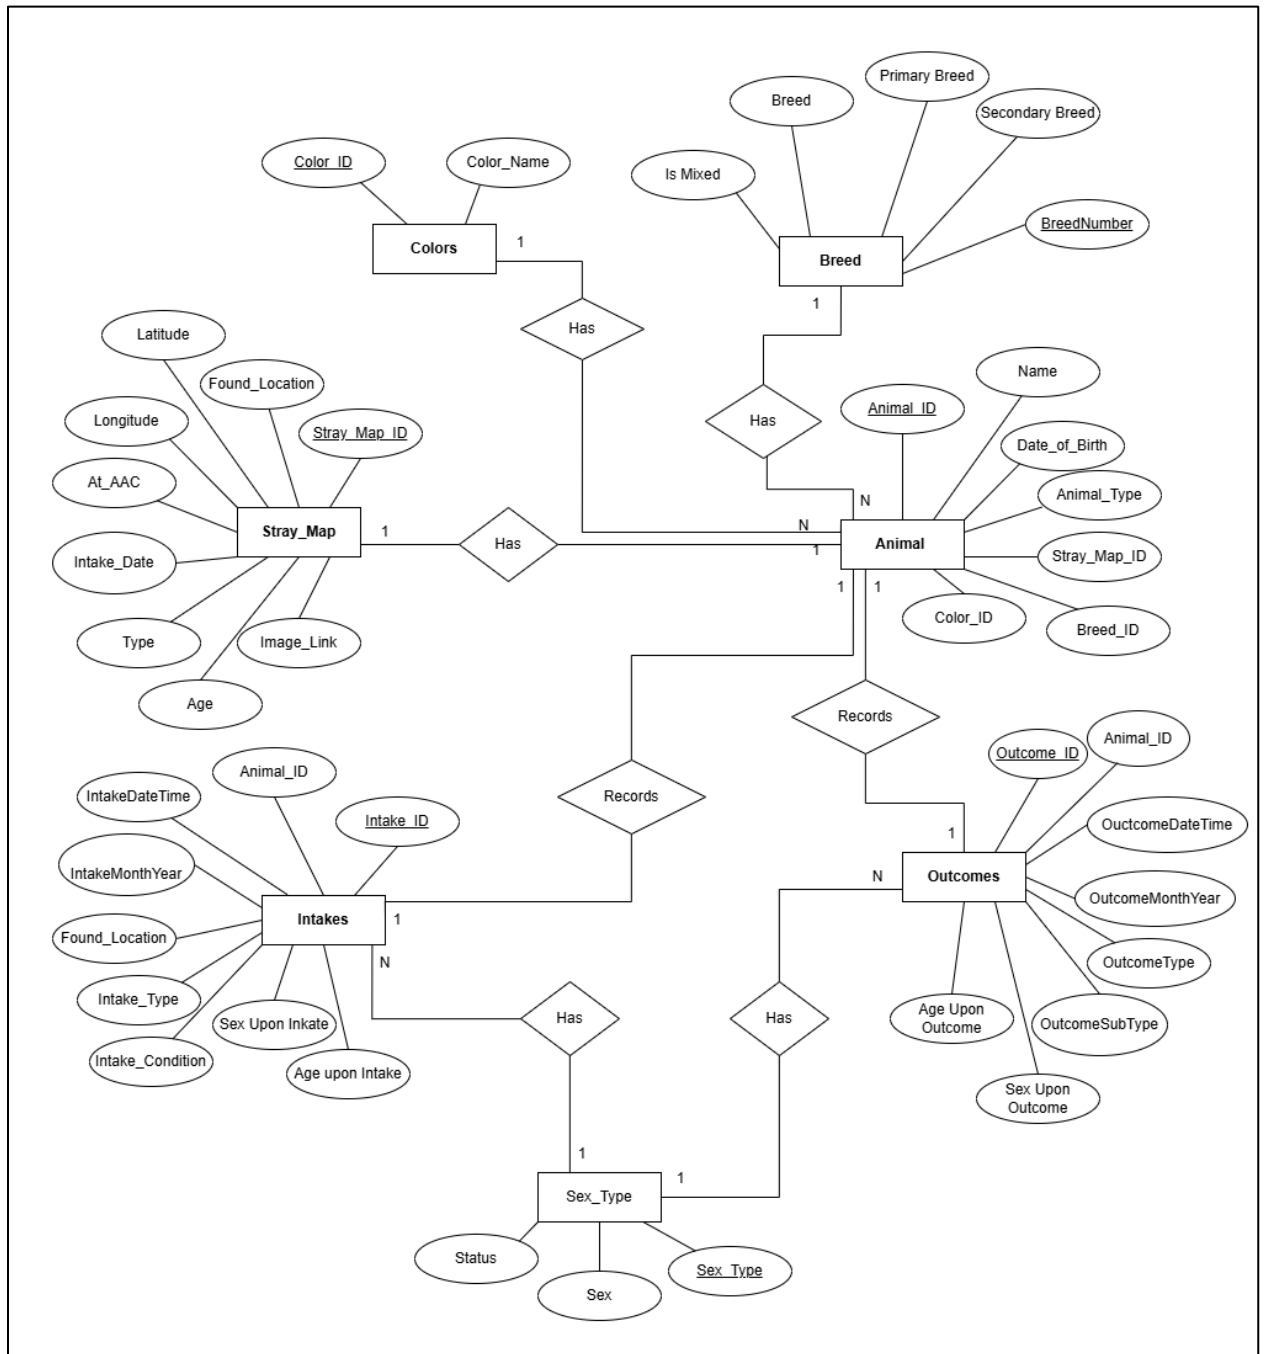 Primary Breed
Breed
Secondary Breed
Color_ID
Color_Name
Is Mixed
BreedNumber
Colors
1
Breed
1
Has
Latitude
Found_Location
Name
Longitude
Stray_Map_ID
Has
Animal_ID
Date_of_Birth
At_AAC
Animal_Type
N
Stray_Map
1
N
Has
1
Animal
Stray_Map_ID
Intake_Date
1
1
Color_ID
Breed_ID
Type
Image_Link
Age
Records
Outcome_ID
Animal_ID
Animal_ID
IntakeDateTime
Records
Intake_ID
OuctcomeDateTime
1
IntakeMonthYear
N
Outcomes
OutcomeMonthYear
Intakes
1
Found_Location
N
OutcomeType
Intake_Type
Sex Upon Inkate
Has
Has
Age Upon
Outcome
OutcomeSubType
Intake_Condition
Age upon Intake
Sex Upon
Outcome
1
1
Sex_Type
Status
Sex_Type
Sex